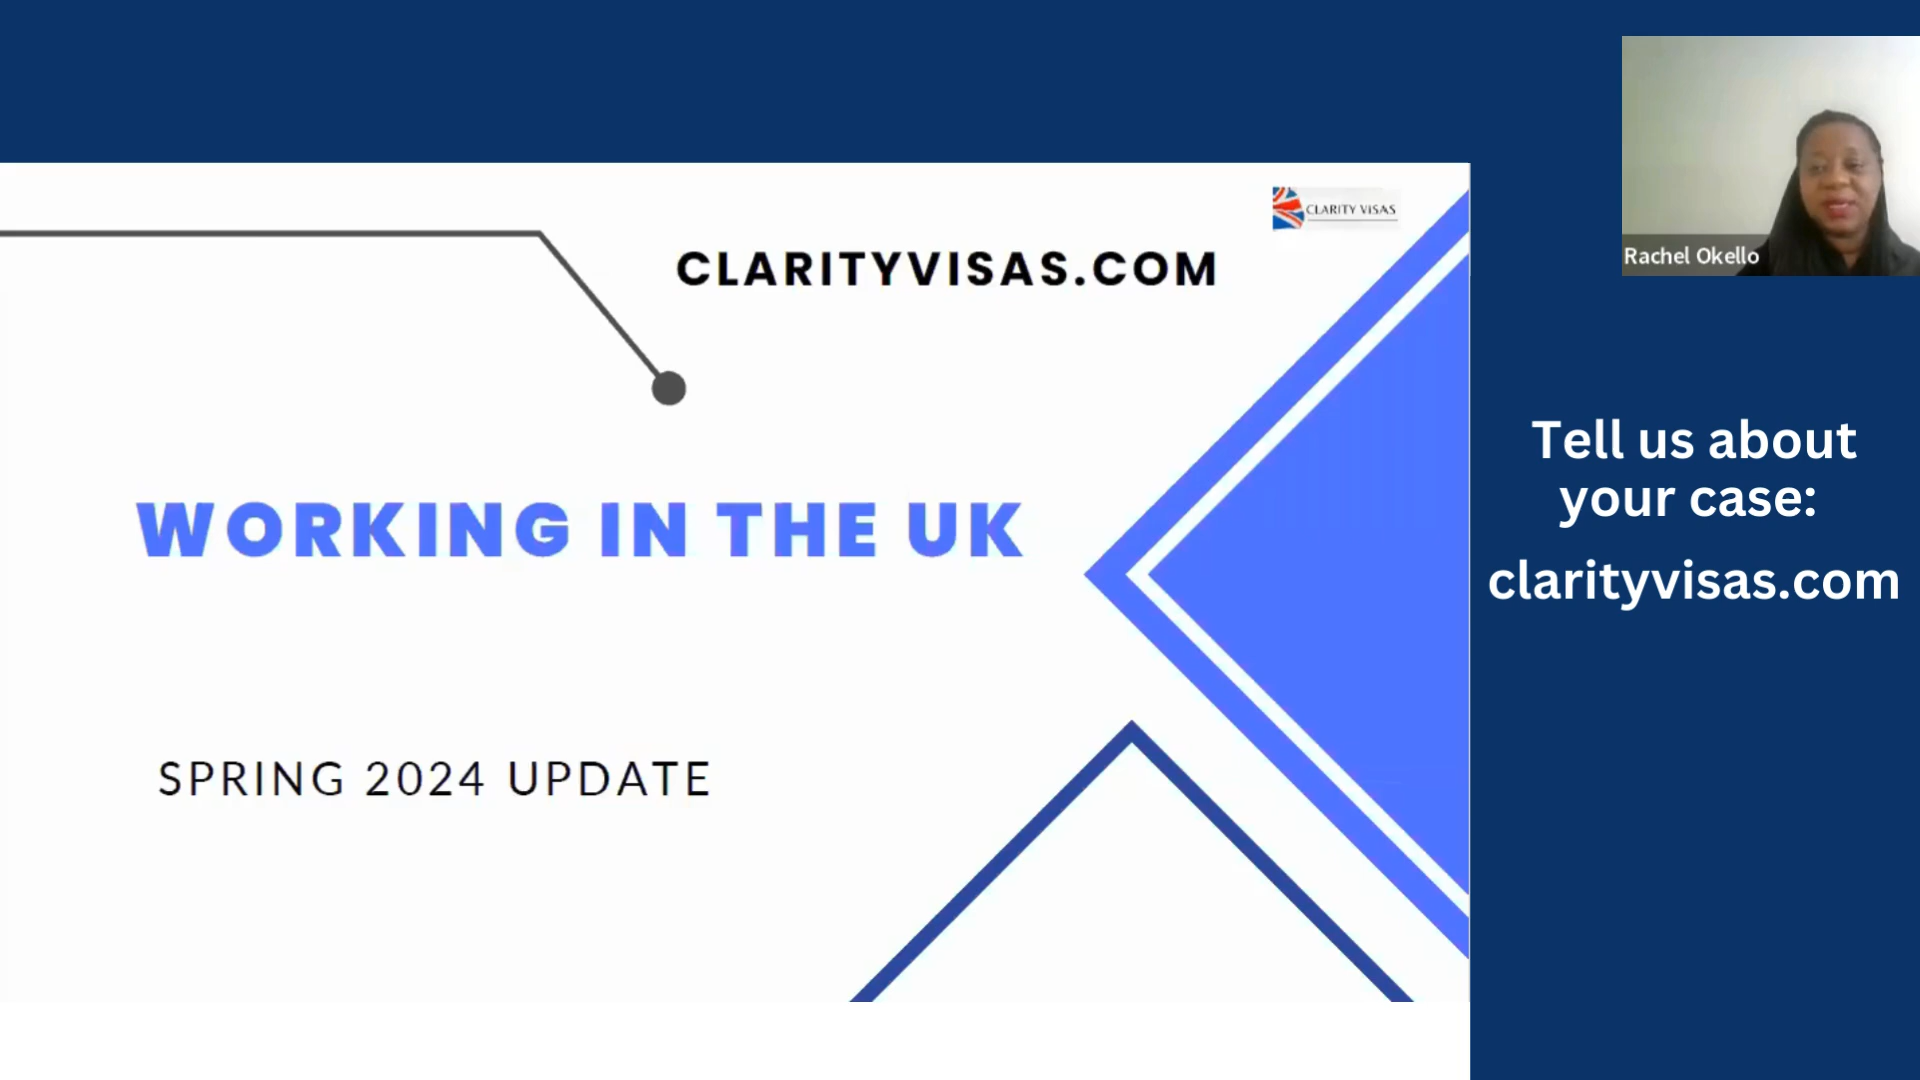 CLARITY VISAS
CLARITYVISAS.COM
WORKING IN THE UK
SPRING 2024 UPDATE
Rachel Okello
Tell us about
your case:
clarityvisas.com